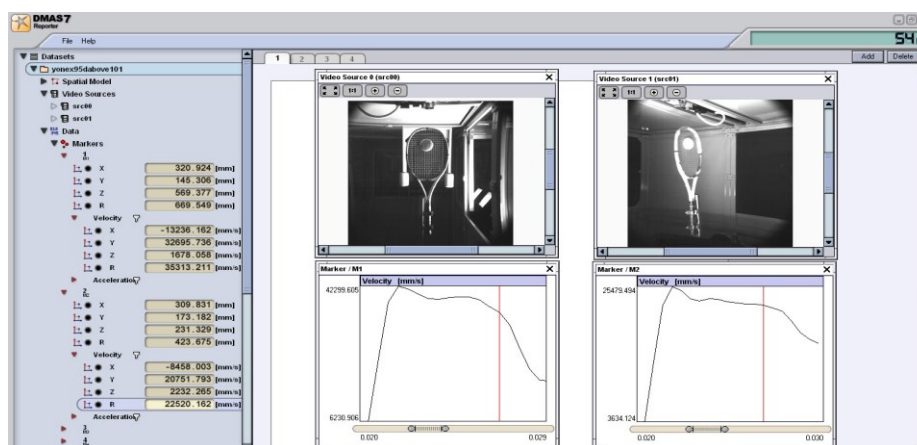 DMAS7
Reporter
File Help
54
Datasets
yonex95dabove101
Spatial Model
Video Sources
src00
src01
Data
Markers
1
X 320.924 [mm]
Y 145.306 [mm]
Z 569.377 [mm]
R 669.549 [mm]
Velocity
X -13236.162 [mm/s]
Y 32695.736 [mm/s]
Z 1678.058 [mm/s]
R 35313.211 [mm/s]
Acceleration
2
X 309.831 [mm]
Y 173.182 [mm]
Z 231.329 [mm]
R 423.675 [mm]
Velocity
X -8458.003 [mm/s]
Y 20751.793 [mm/s]
Z 2232.265 [mm/s]
R 22520.162 [mm/s]
Acceleration
3
4
1 2 3 4
Add Delete
Video Source 0 (src00)
1:1
Video Source 1 (src01)
1:1
Marker / M1
Velocity [mm/s]
42299.605
6230.906
0.020 0.029
Marker / M2
Velocity [mm/s]
25479.494
3634.124
0.020 0.030